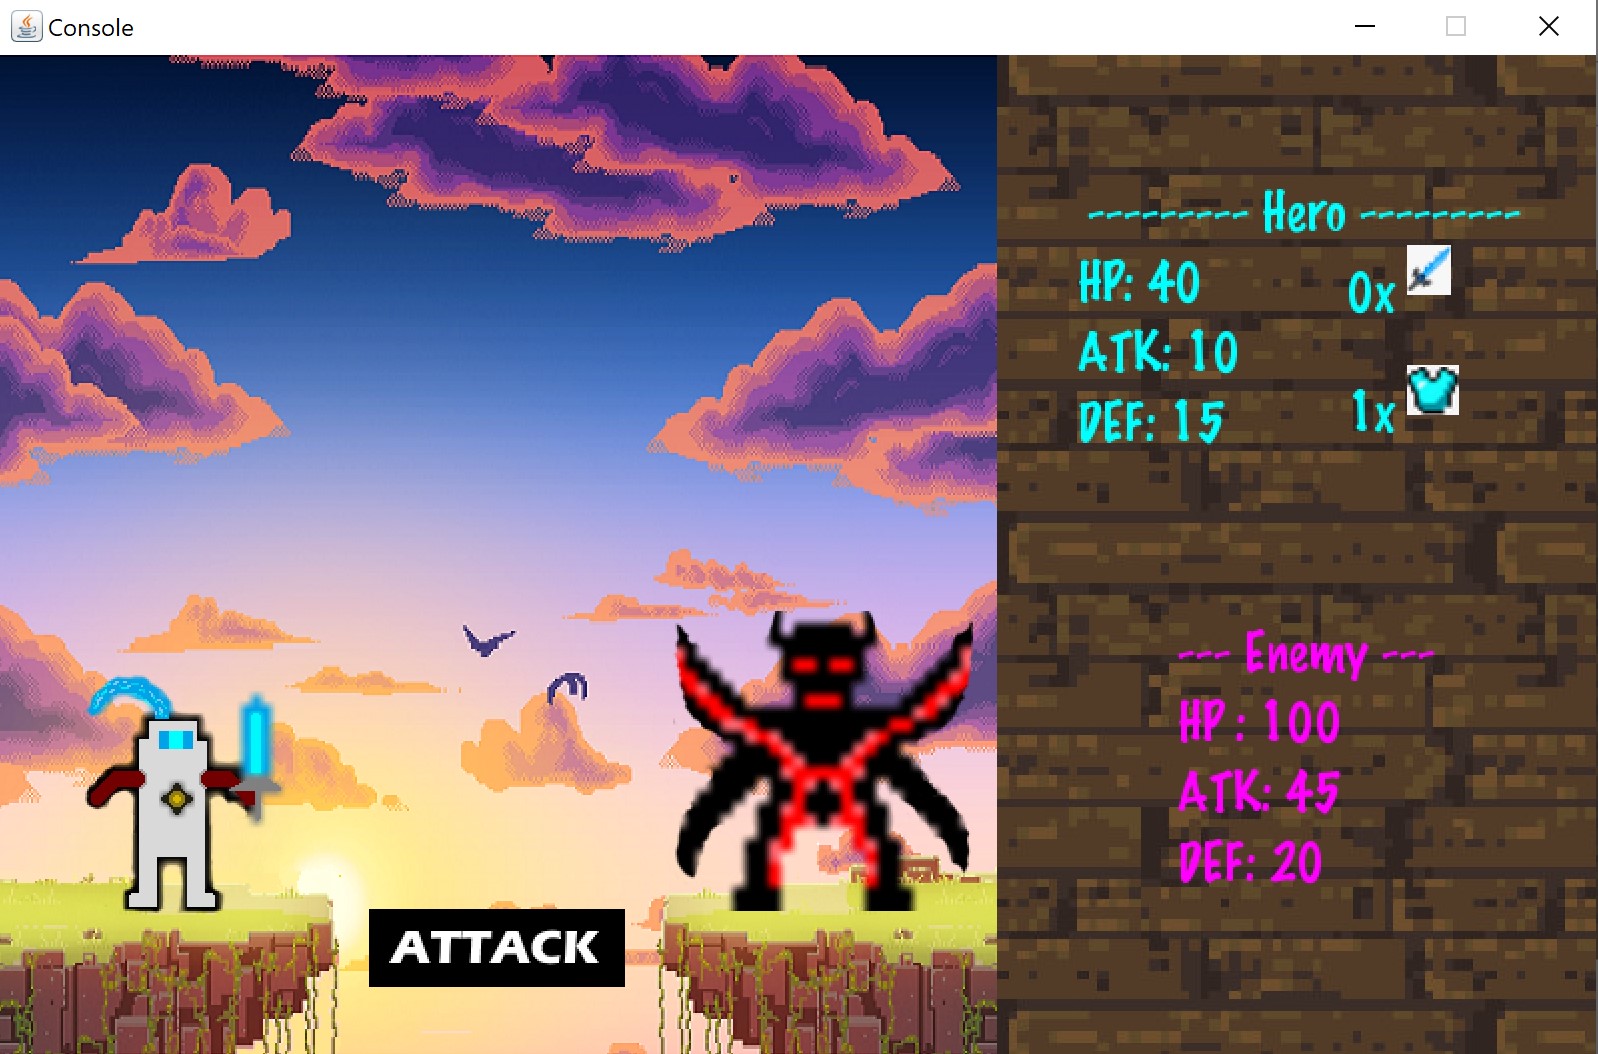 Console
--------- Hero ---------
HP: 40
0x
ATK: 10
DEF: 15
1x
--- Enemy ---
HP : 100
ATK: 45
DEF: 20
ATTACK